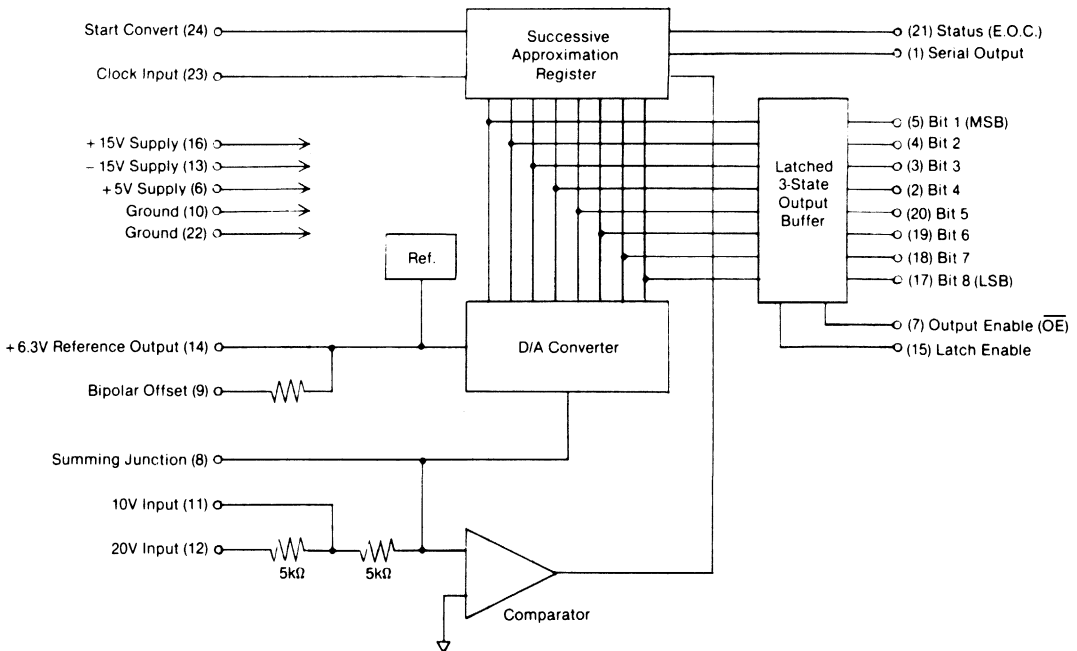 Start Convert (24)
Clock Input (23)
Successive
Approximation
Register
(21) Status (E.O.C.)
(1) Serial Output
+ 15V Supply (16)
− 15V Supply (13)
+5V Supply (6)
Ground (10)
Ground (22)
Latched
3-State
Output
Buffer
(5) Bit 1 (MSB)
(4) Bit 2
(3) Bit 3
(2) Bit 4
(20) Bit 5
(19) Bit 6
(18) Bit 7
(17) Bit 8 (LSB)
(7) Output Enable (O̅E̅)
(15) Latch Enable
Ref.
+6.3V Reference Output (14)
D/A Converter
Bipolar Offset (9)
Summing Junction (8)
10V Input (11)
20V Input (12)
5kΩ
5kΩ
Comparator